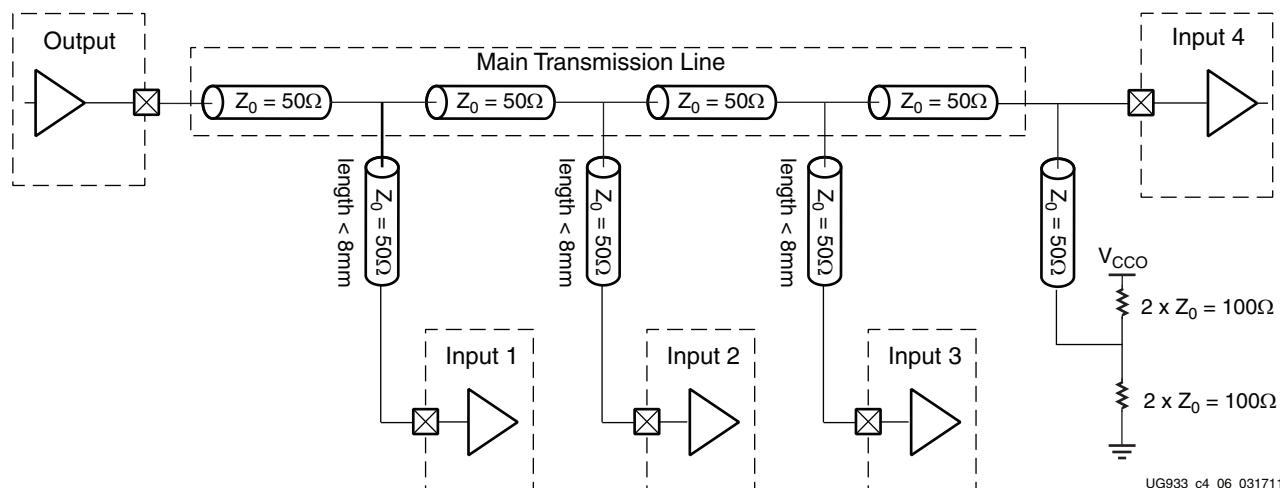 Output
Main Transmission Line
Input 4
Z₀ = 50Ω
Z₀ = 50Ω
Z₀ = 50Ω
Z₀ = 50Ω
Z₀ = 50Ω
length < 8mm
Z₀ = 50Ω
length < 8mm
Z₀ = 50Ω
length < 8mm
Z₀ = 50Ω
V_CCO
2 x Z₀ = 100Ω
2 x Z₀ = 100Ω
Input 1
Input 2
Input 3
UG933_c4_06_031711